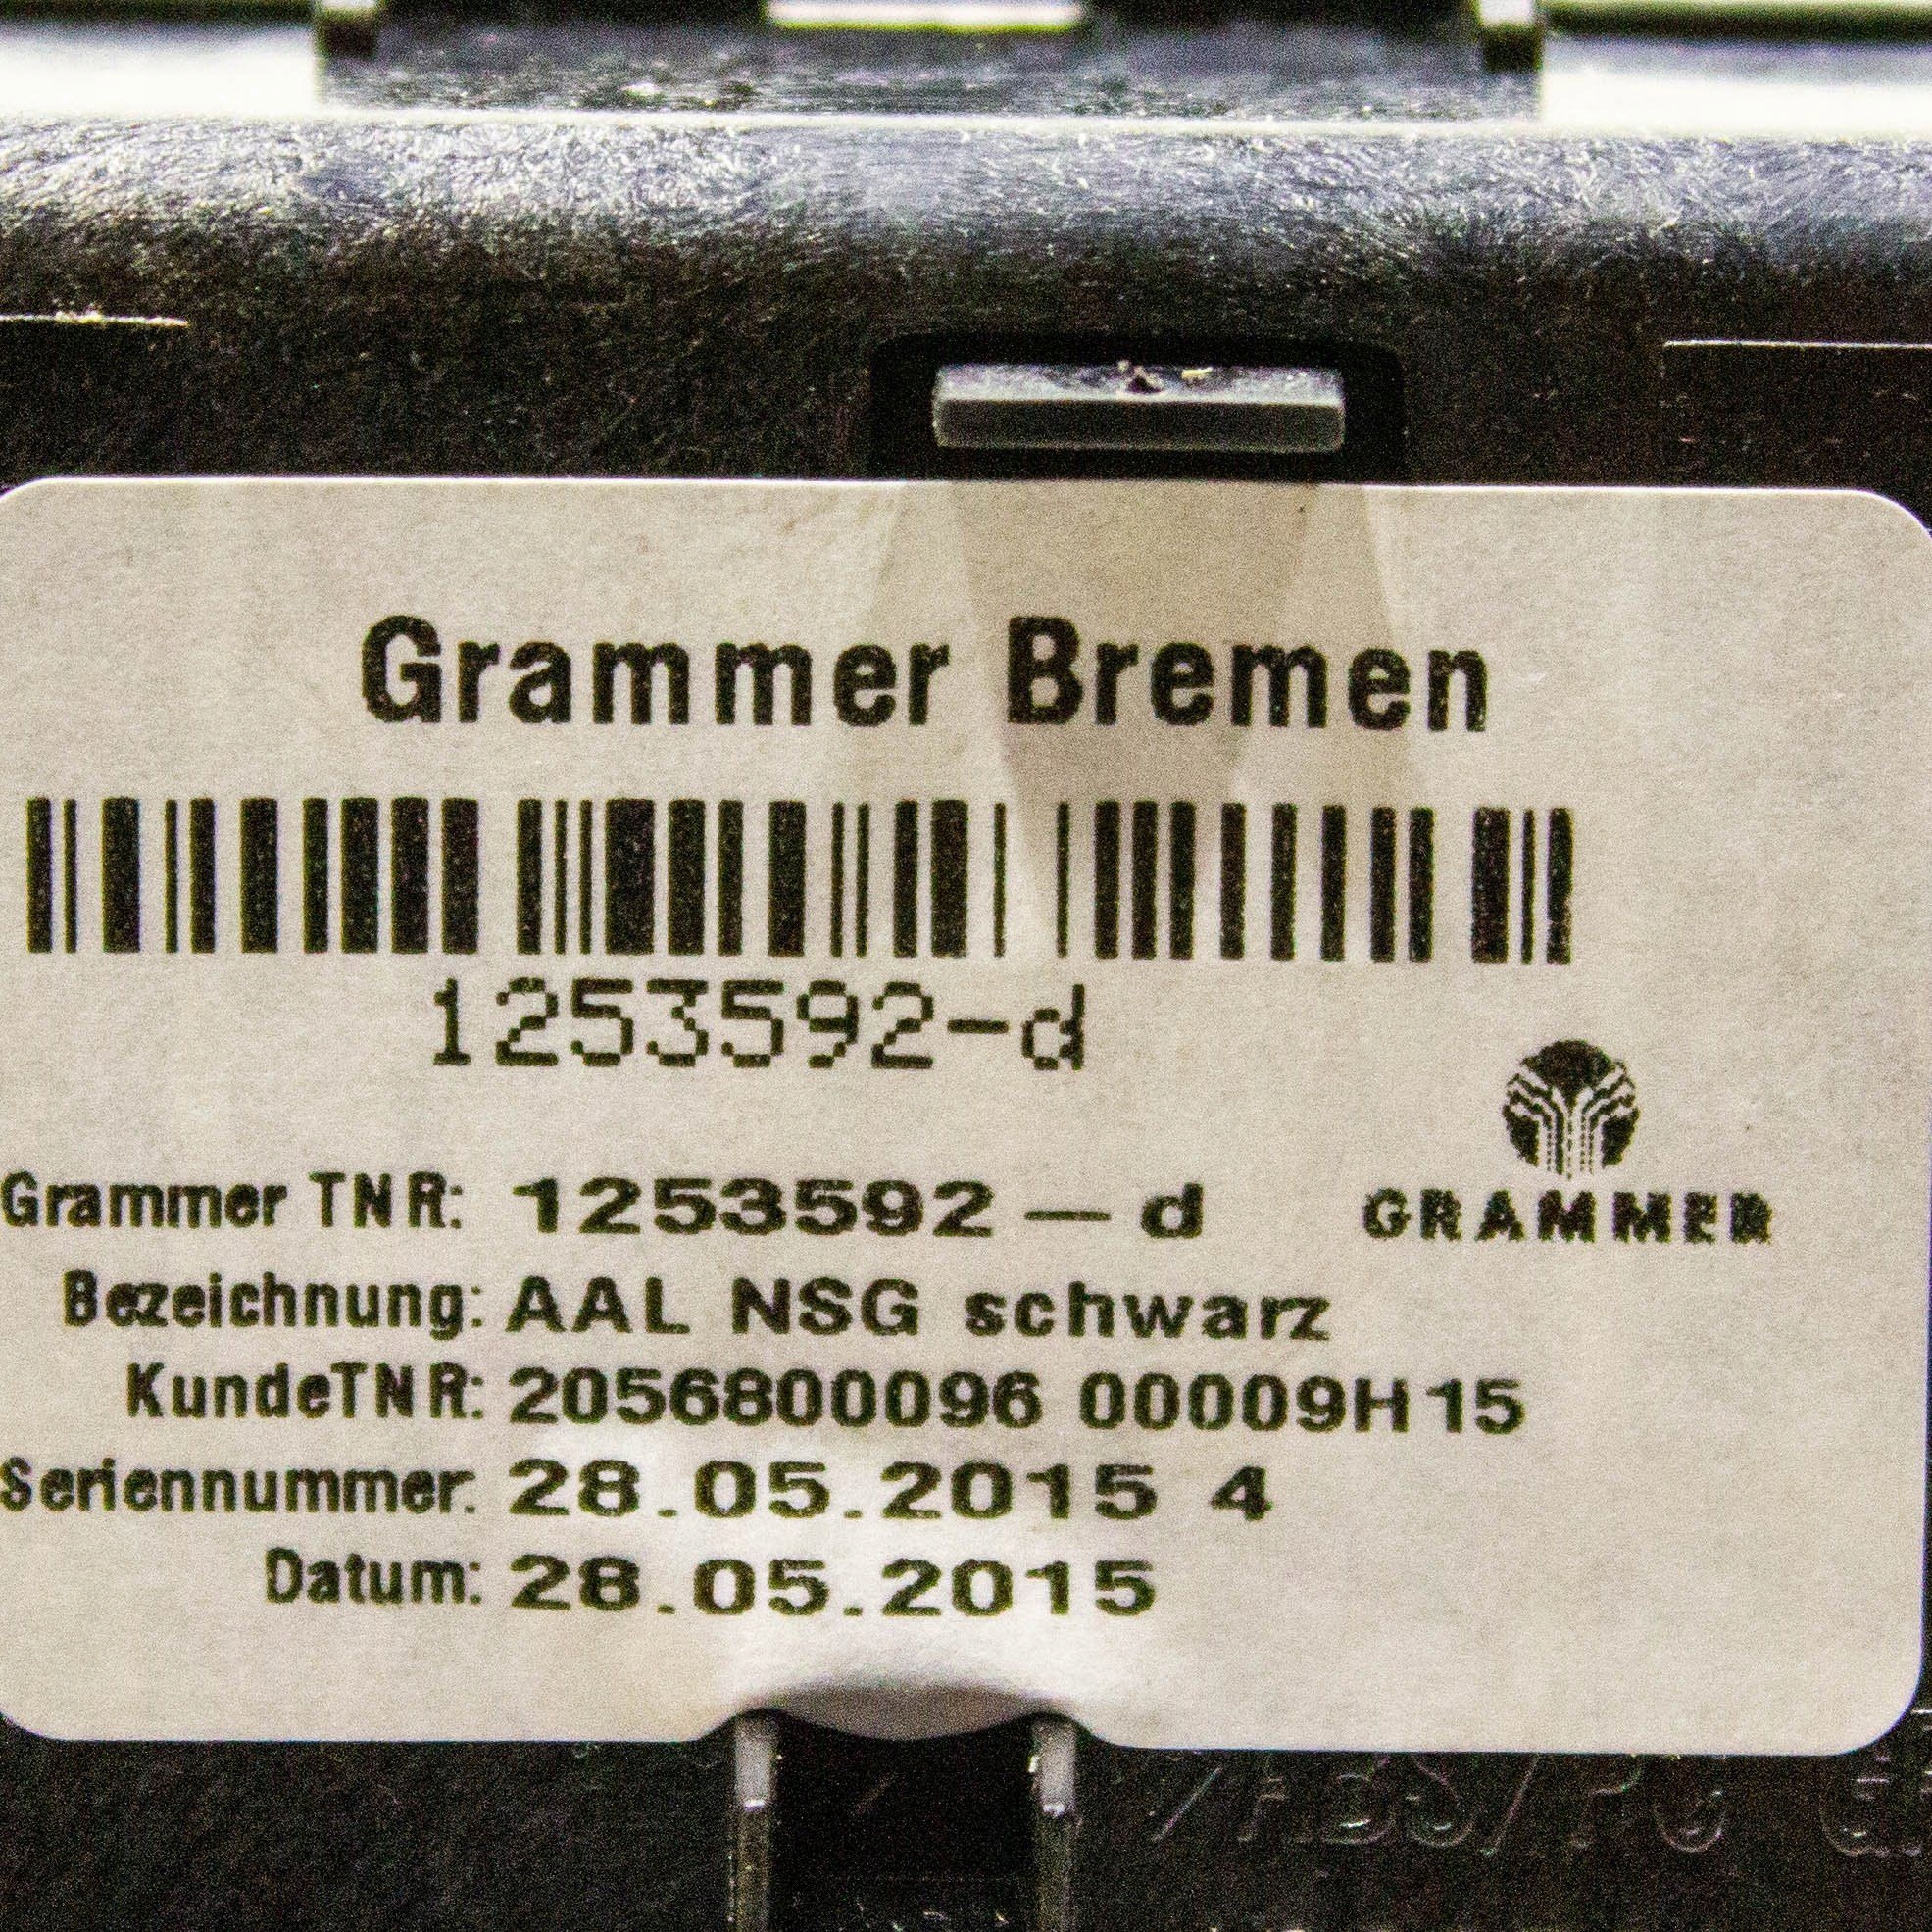 Grammer Bremen
1253592-d
GRAMMER
Grammer TNR: 1253592-d
Bezeichnung: AAL NSG schwarz
KundeTNR: 2056800096 00009H15
Seriennummer: 28.05.2015 4
Datum: 28.05.2015